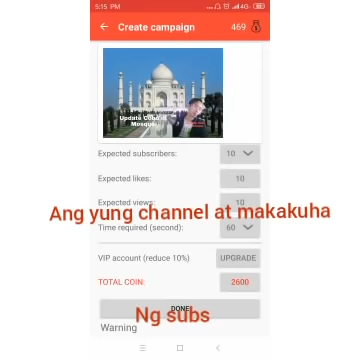 5:15 PM
4G
Create campaign 469
Update
Mosque
Expected subscribers: 10
Expected likes: 10
Expected views: 10
Ang yung channel at makakuha
Time required (second): 60
VIP account (reduce 10%) UPGRADE
TOTAL COIN: 2600
DONE
Ng subs
Warning